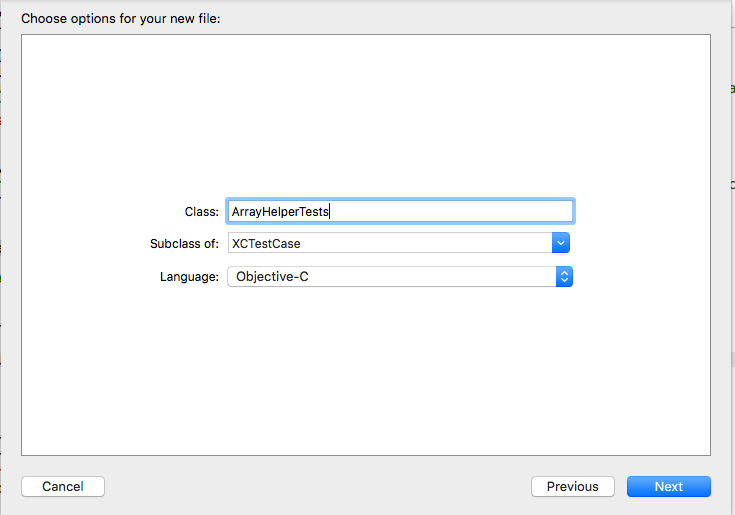 Choose options for your new file:
Class: ArrayHelperTests
Subclass of: XCTestCase
Language: Objective-C
Cancel Previous Next